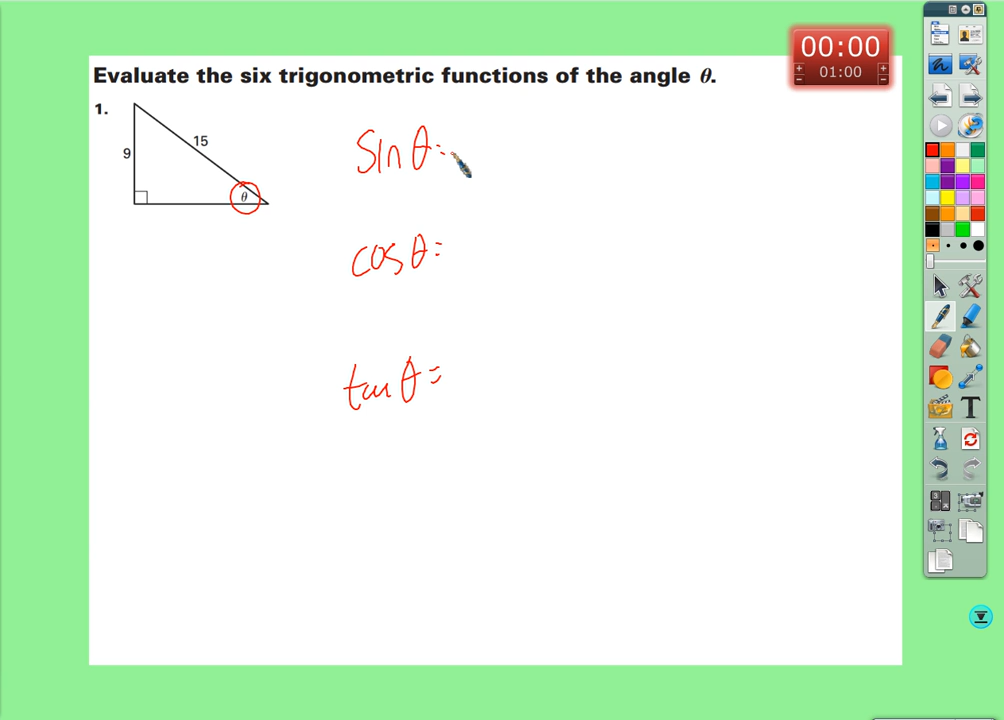 00:00
01:00
Evaluate the six trigonometric functions of the angle θ.
1.
15
9
θ
sin θ =
cos θ =
tan θ =
T